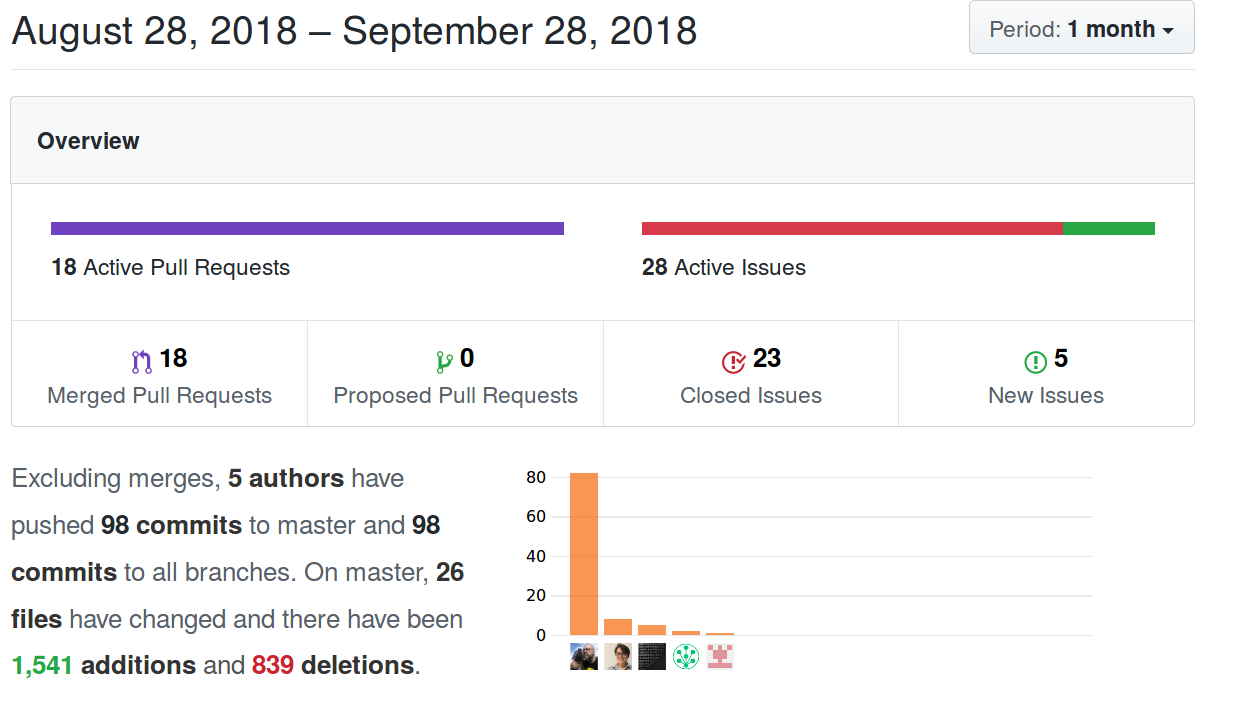 August 28, 2018 – September 28, 2018
Period: 1 month
Overview
18 Active Pull Requests
28 Active Issues
18
Merged Pull Requests
0
Proposed Pull Requests
23
Closed Issues
5
New Issues
Excluding merges, 5 authors have
pushed 98 commits to master and 98
commits to all branches. On master, 26
files have changed and there have been
1,541 additions and 839 deletions.
80
60
40
20
0